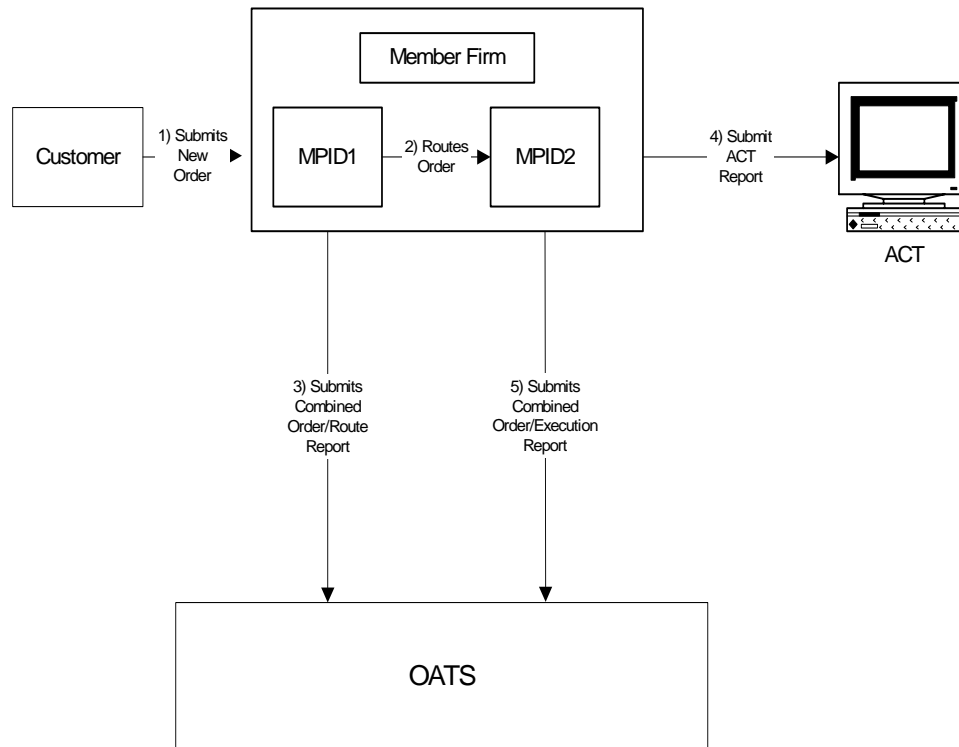 Member Firm
Customer
1) Submits
New
Order
MPID1
2) Routes
Order
MPID2
4) Submit
ACT
Report
ACT
3) Submits
Combined
Order/Route
Report
5) Submits
Combined
Order/Execution
Report
OATS